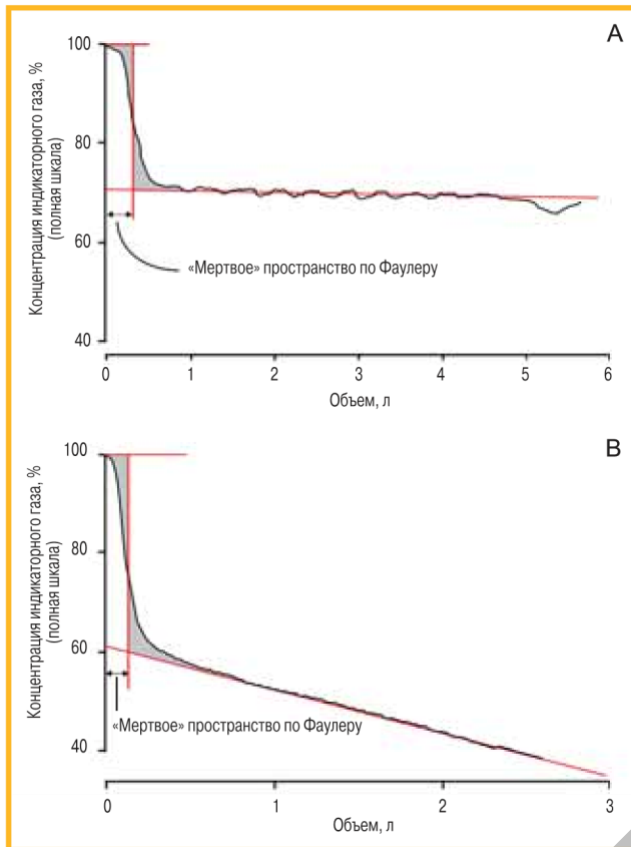 A
Концентрация индикаторного газа, %
(полная шкала)
100
80
60
40
«Мертвое» пространство по Фаулеру
0
1
2
3
4
5
6
Объем, л
B
Концентрация индикаторного газа, %
(полная шкала)
100
80
60
40
«Мертвое» пространство по Фаулеру
0
1
2
3
Объем, л